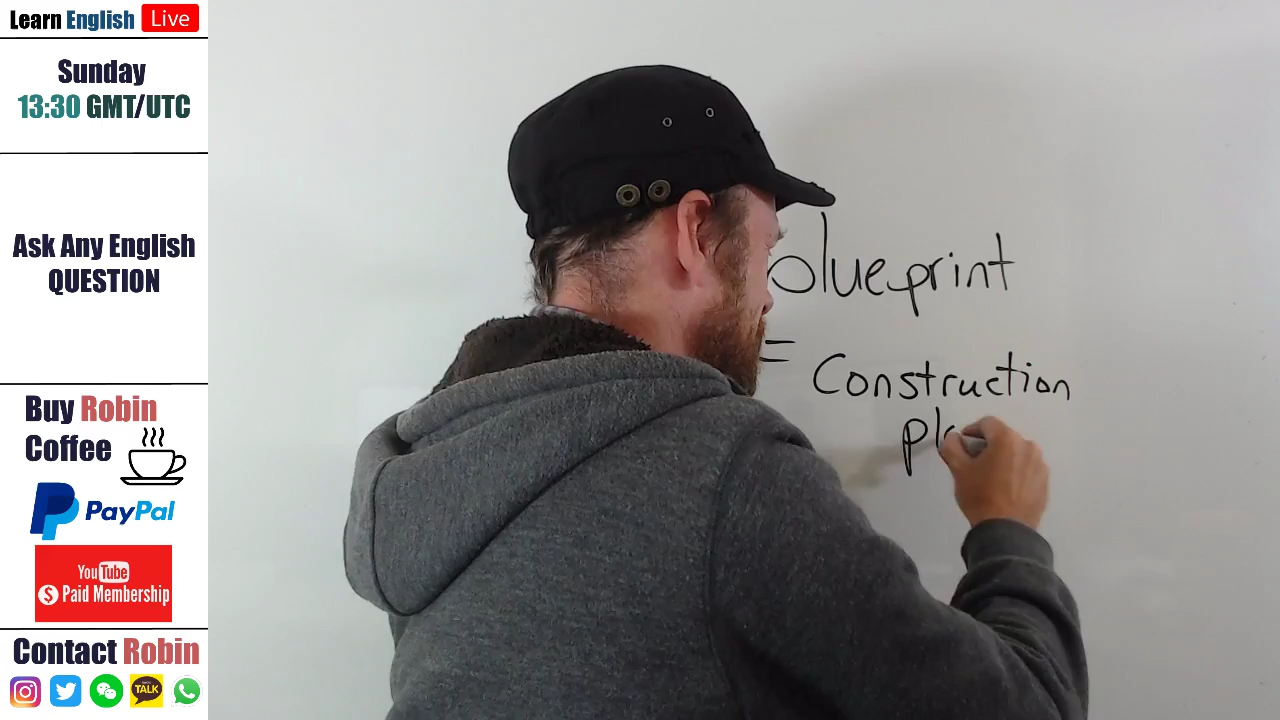 Learn English Live
Sunday
13:30 GMT/UTC
Ask Any English
QUESTION
Buy Robin
Coffee
PayPal
YouTube
$ Paid Membership
Contact Robin
TALK
blueprint
= Construction